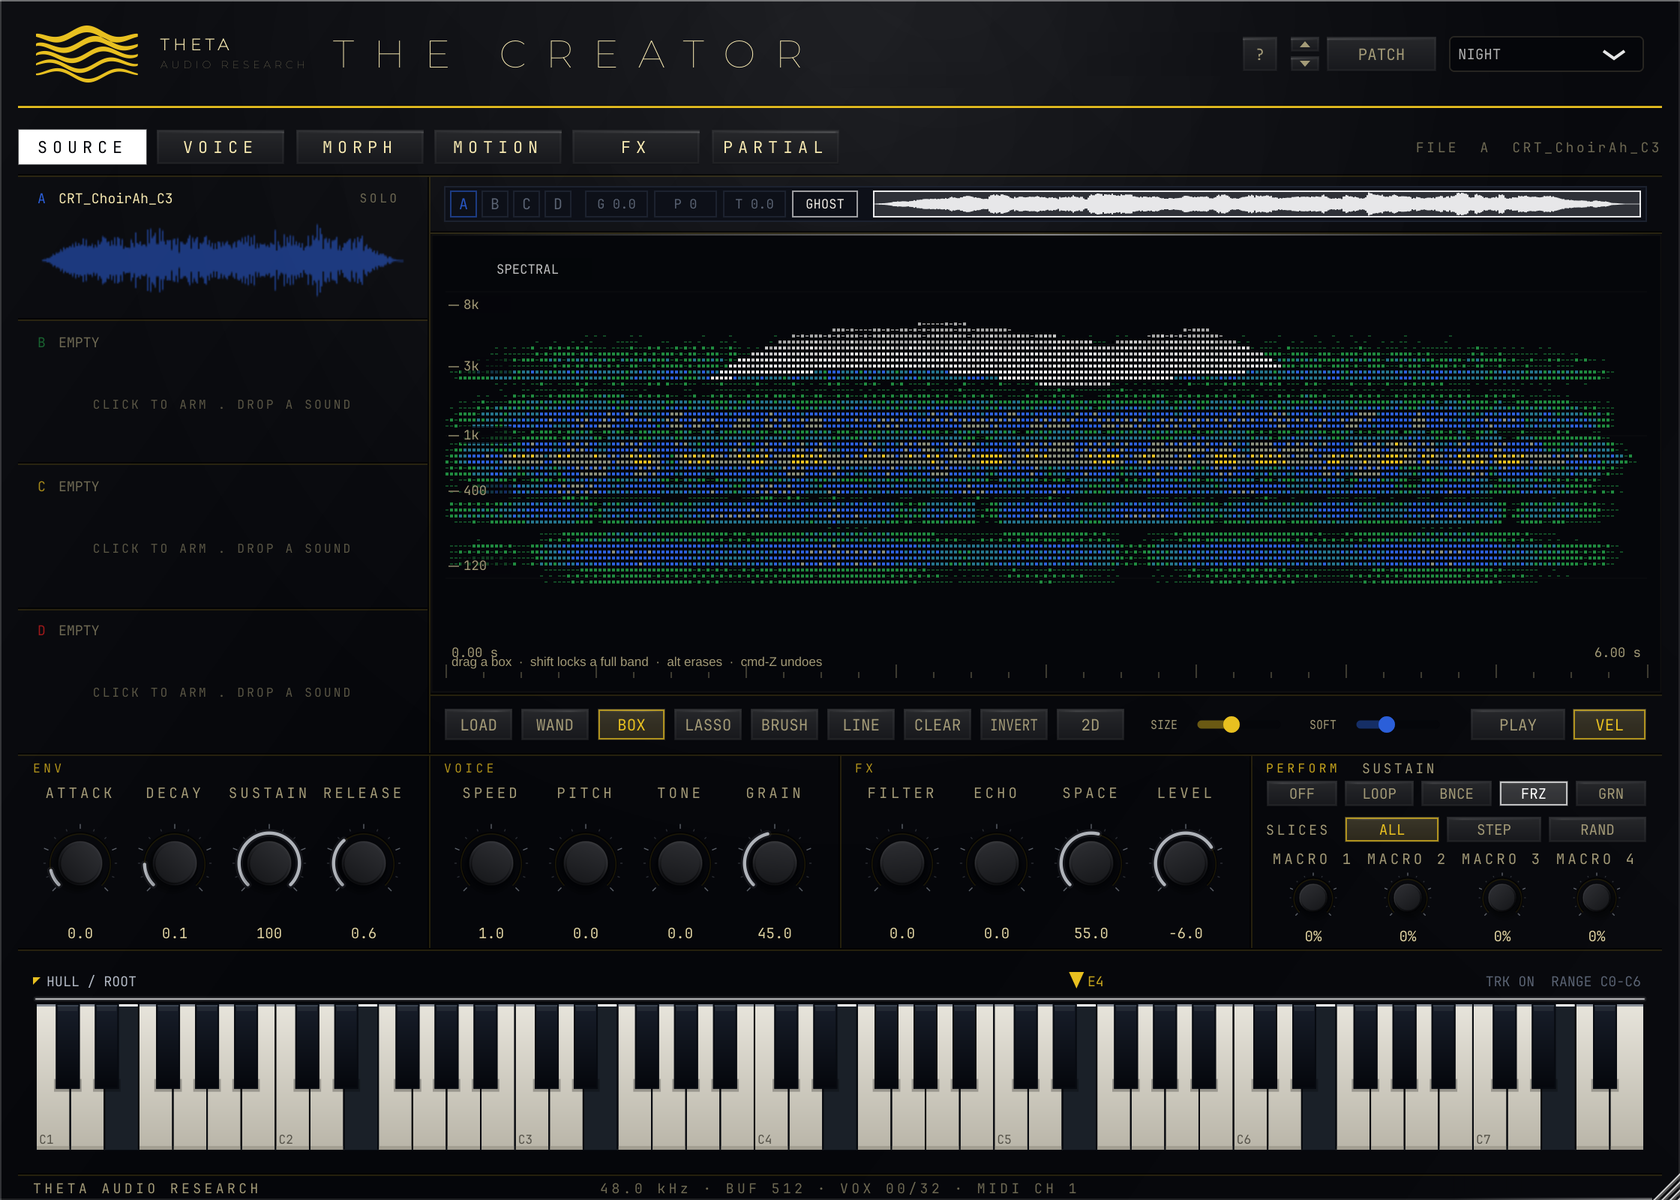 THETA
AUDIO RESEARCH
THE CREATOR
?
PATCH
NIGHT
SOURCE VOICE MORPH MOTION FX PARTIAL
FILE A CRT_ChoirAh_C3
A CRT_ChoirAh_C3 SOLO
A B C D G 0.0 P 0 T 0.0 GHOST
SPECTRAL
8k
3k
1k
400
120
0.00 s
6.00 s
drag a box · shift locks a full band · alt erases · cmd-Z undoes
B EMPTY
CLICK TO ARM . DROP A SOUND
C EMPTY
CLICK TO ARM . DROP A SOUND
D EMPTY
CLICK TO ARM . DROP A SOUND
LOAD WAND BOX LASSO BRUSH LINE CLEAR INVERT 2D SIZE SOFT PLAY VEL
ENV
ATTACK DECAY SUSTAIN RELEASE
0.0 0.1 100 0.6
VOICE
SPEED PITCH TONE GRAIN
1.0 0.0 0.0 45.0
FX
FILTER ECHO SPACE LEVEL
0.0 0.0 55.0 -6.0
PERFORM SUSTAIN
OFF LOOP BNCE FRZ GRN
SLICES ALL STEP RAND
MACRO 1 MACRO 2 MACRO 3 MACRO 4
0% 0% 0% 0%
HULL / ROOT
E4
TRK ON RANGE C0-C6
C1 C2 C3 C4 C5 C6 C7
THETA AUDIO RESEARCH
48.0 kHz · BUF 512 · VOX 00/32 · MIDI CH 1